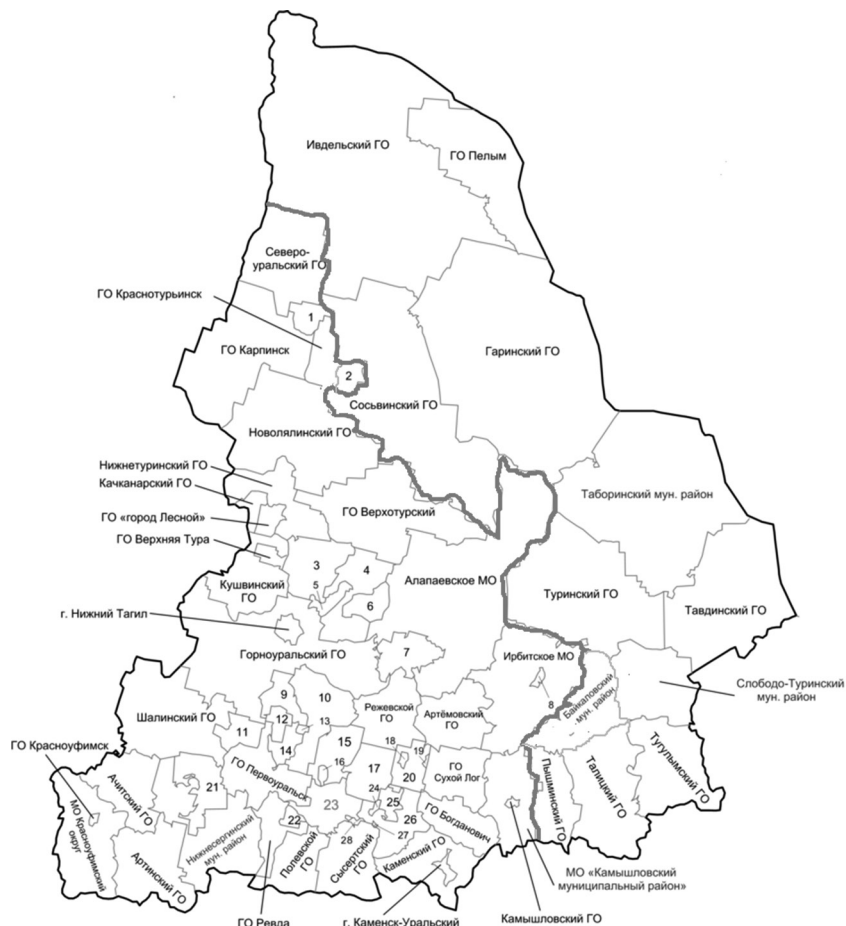 Ивдельский ГО
ГО Пелым
Северо-
уральский ГО
ГО Краснотурьинск
1
ГО Карпинск
Гаринский ГО
2
Сосьвинский ГО
Новолялинский ГО
Нижнетуринский ГО
Качканарский ГО
Таборинский мун. район
ГО «город Лесной»
ГО Верхотурский
ГО Верхняя Тура
3
4
5
6
Алапаевское МО
Кушвинский
ГО
Туринский ГО
Тавдинский ГО
г. Нижний Тагил
7
Горноуральский ГО
Ирбитское МО
8
Байкаловский
мун. район
Слободо-Туринский
мун. район
9
10
Режевской
ГО
Артёмовский
ГО
Шалинский ГО
11
12
13
14
15
16
17
18
19
20
ГО
Сухой Лог
Пышминский ГО
Талицкий ГО
Тугулымский ГО
ГО Красноуфимск
Ачитский ГО
21
ГО Первоуральск
22
23
24
25
26
27
28
ГО Богданович
МО Красноуфимский
округ
Артинский ГО
Нижнесергинский
мун. район
Полевской
ГО
Сысертский
ГО
Каменский ГО
МО «Камышловский
муниципальный район»
ГО Ревда
г. Каменск-Уральский
Камышловский ГО